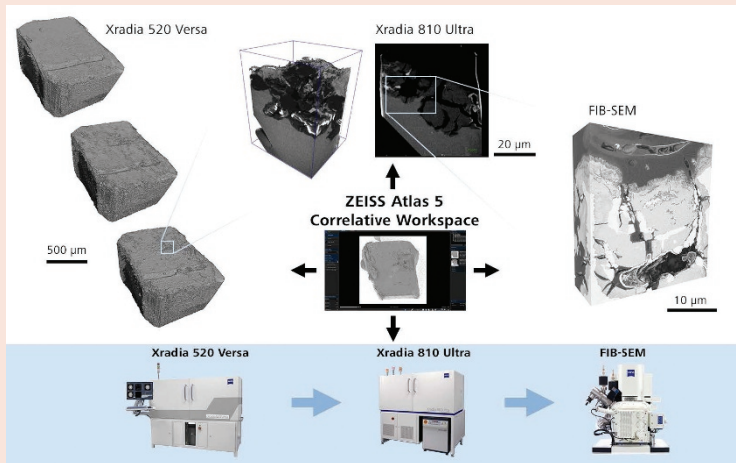 Xradia 520 Versa
Xradia 810 Ultra
FIB-SEM
20 µm
ZEISS Atlas 5
Correlative Workspace
500 µm
10 µm
Xradia 520 Versa
Xradia 810 Ultra
FIB-SEM